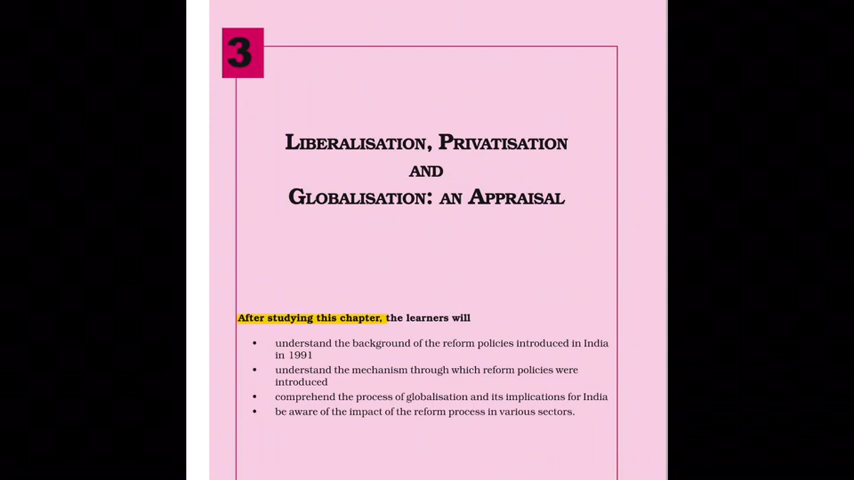 3
LIBERALISATION, PRIVATISATION
AND
GLOBALISATION: AN APPRAISAL
After studying this chapter, the learners will
• understand the background of the reform policies introduced in India
in 1991
• understand the mechanism through which reform policies were
introduced
• comprehend the process of globalisation and its implications for India
• be aware of the impact of the reform process in various sectors.